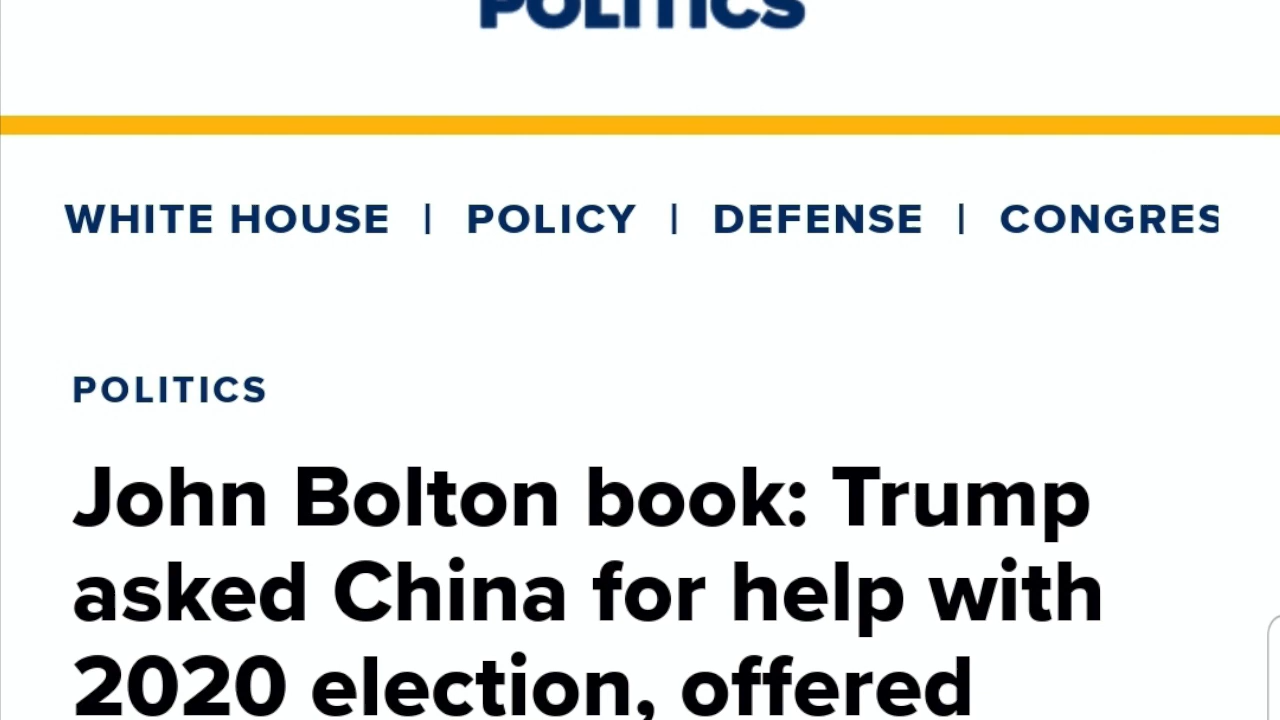 POLITICS
WHITE HOUSE | POLICY | DEFENSE | CONGRES
POLITICS
John Bolton book: Trump
asked China for help with
2020 election, offered